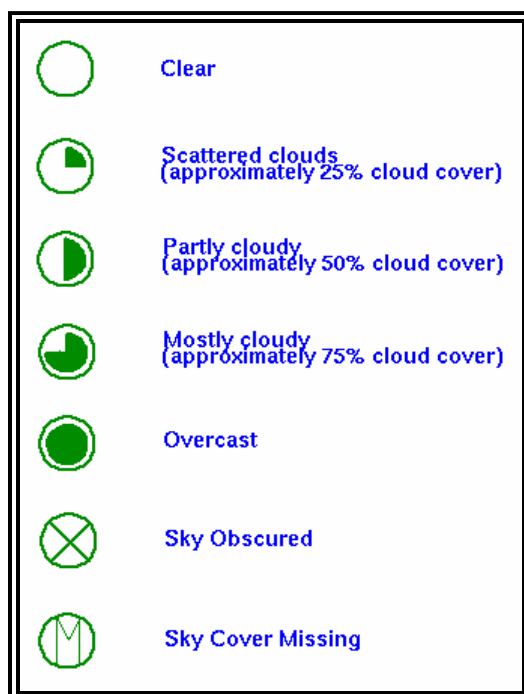 Clear
Scattered clouds
(approximately 25% cloud cover)
Partly cloudy
(approximately 50% cloud cover)
Mostly cloudy
(approximately 75% cloud cover)
Overcast
Sky Obscured
M Sky Cover Missing